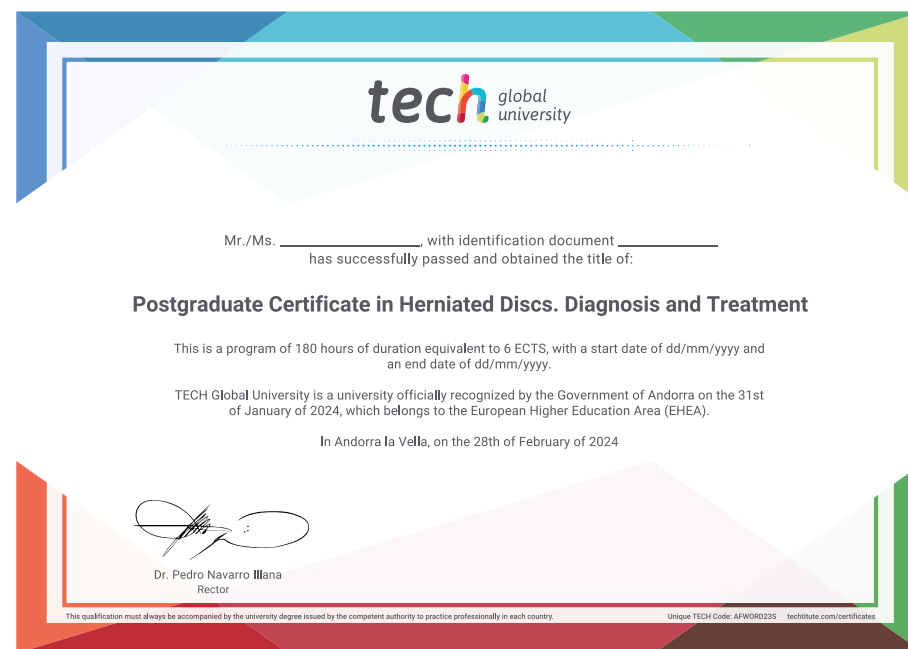 tech global university
Mr./Ms. ____________________, with identification document ______________
has successfully passed and obtained the title of:
Postgraduate Certificate in Herniated Discs. Diagnosis and Treatment
This is a program of 180 hours of duration equivalent to 6 ECTS, with a start date of dd/mm/yyyy and
an end date of dd/mm/yyyy.
TECH Global University is a university officially recognized by the Government of Andorra on the 31st
of January of 2024, which belongs to the European Higher Education Area (EHEA).
In Andorra la Vella, on the 28th of February of 2024
Dr. Pedro Navarro Illana
Rector
This qualification must always be accompanied by the university degree issued by the competent authority to practice professionally in each country.
Unique TECH Code: AFWORD23S techtitute.com/certificates